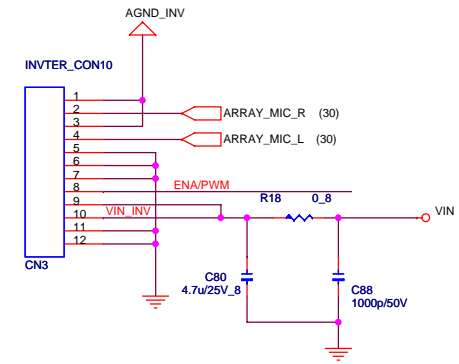 AGND_INV
INVTER_CON10
1
2
ARRAY_MIC_R (30)
3
4
ARRAY_MIC_L (30)
5
6
7
8
ENA/PWM
R18 0_8
9
10
VIN_INV
VIN
11
12
CN3
C80
4.7u/25V_8
C88
1000p/50V